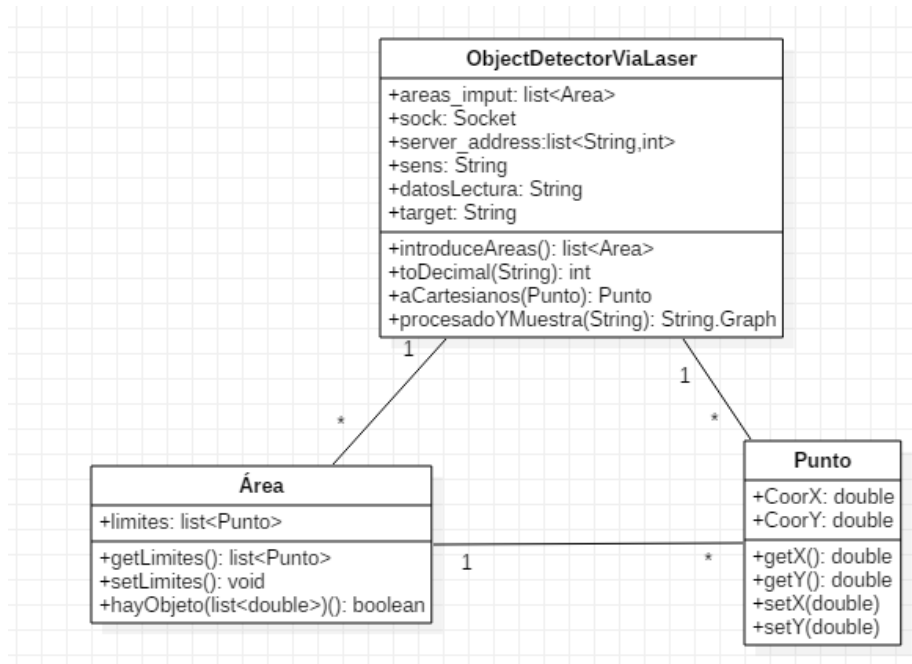 ObjectDetectorViaLaser
+areas_imput: list<Area>
+sock: Socket
+server_address:list<String,int>
+sens: String
+datosLectura: String
+target: String
+introduceAreas(): list<Area>
+toDecimal(String): int
+aCartesianos(Punto): Punto
+procesadoYMuestra(String): String.Graph
1
1
*
*
Área
+limites: list<Punto>
+getLimites(): list<Punto>
+setLimites(): void
+hayObjeto(list<double>)(): boolean
1
*
Punto
+CoorX: double
+CoorY: double
+getX(): double
+getY(): double
+setX(double)
+setY(double)